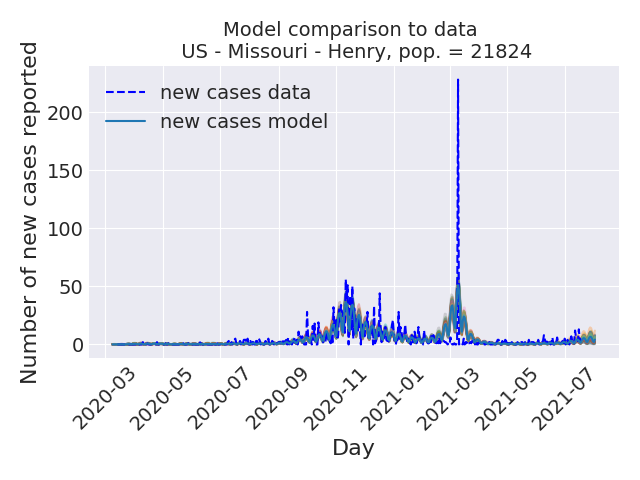 Model comparison to data
US - Missouri - Henry, pop. = 21824
Number of new cases reported
new cases data
new cases model
200
150
100
50
0
2020-03
2020-05
2020-07
2020-09
2020-11
2021-01
2021-03
2021-05
2021-07
Day